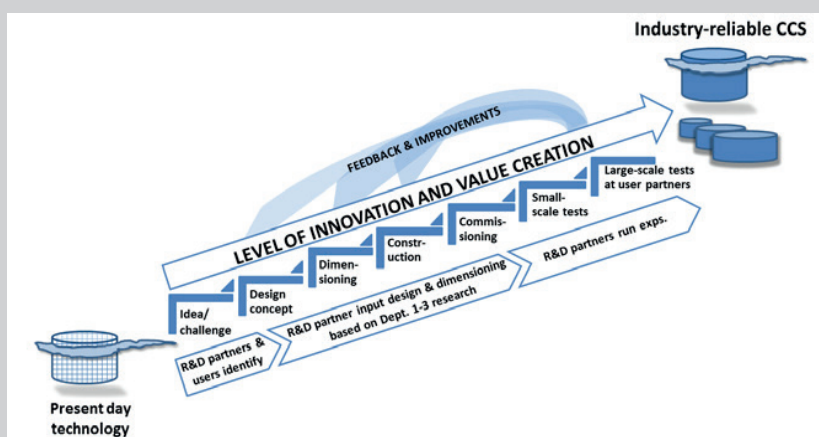 Industry-reliable CCS
FEEDBACK & IMPROVEMENTS
LEVEL OF INNOVATION AND VALUE CREATION
Idea/
challenge
Design
concept
Dimen-
sioning
Constr-
uction
Commis-
sioning
Small-
scale tests
Large-scale tests
at user partners
R&D partners &
users identify
R&D partner input design & dimensioning
based on Dept. 1-3 research
R&D partners run exps.
Present day
technology